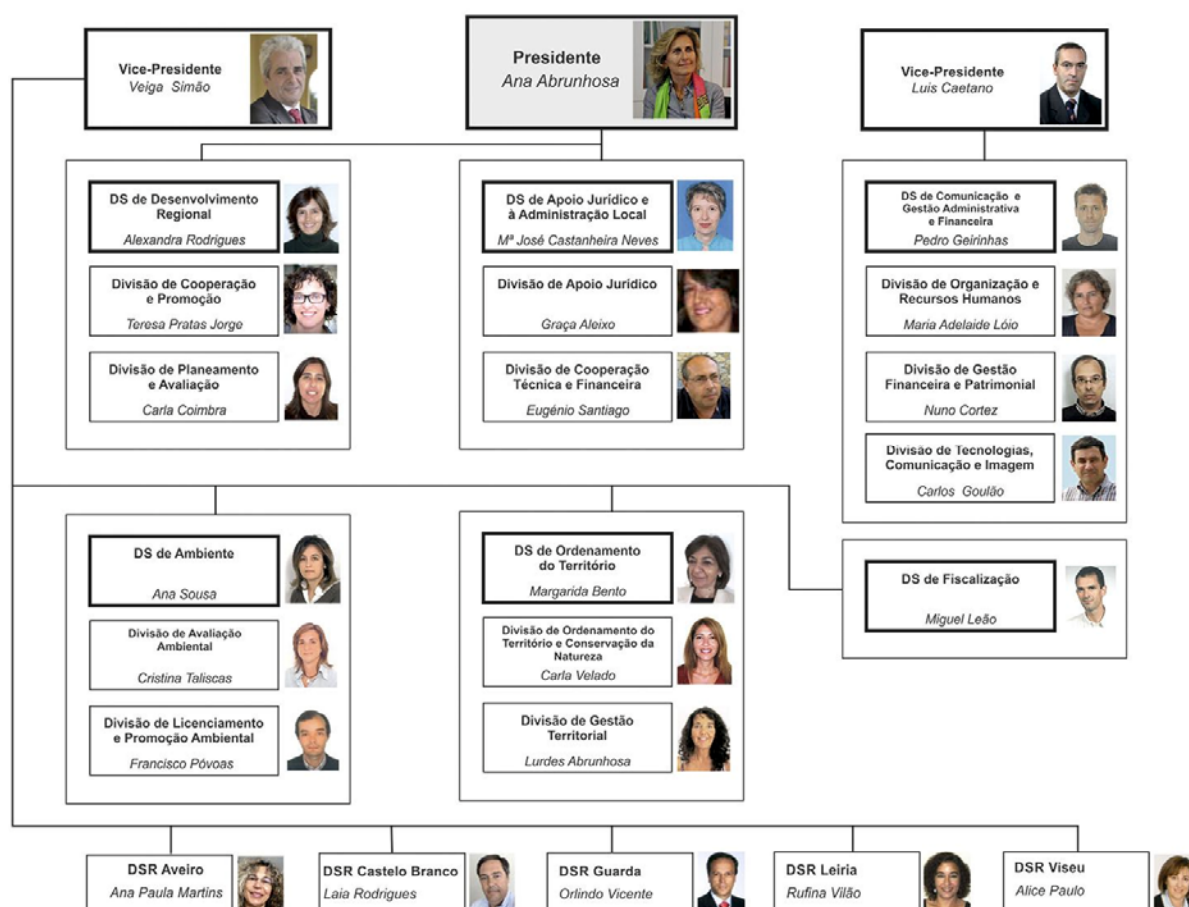 Vice-Presidente
Veiga Simão
Presidente
Ana Abrunhosa
Vice-Presidente
Luis Caetano
DS de Desenvolvimento
Regional
Alexandra Rodrigues
Divisão de Cooperação
e Promoção
Teresa Pratas Jorge
Divisão de Planeamento
e Avaliação
Carla Coimbra
DS de Apoio Jurídico e
à Administração Local
Mª José Castanheira Neves
Divisão de Apoio Jurídico
Graça Aleixo
Divisão de Cooperação
Técnica e Financeira
Eugénio Santiago
DS de Comunicação e
Gestão Administrativa
e Financeira
Pedro Geirinhas
Divisão de Organização e
Recursos Humanos
Maria Adelaide Lóio
Divisão de Gestão
Financeira e Patrimonial
Nuno Cortez
Divisão de Tecnologias,
Comunicação e Imagem
Carlos Goulão
DS de Ambiente
Ana Sousa
Divisão de Avaliação
Ambiental
Cristina Taliscas
Divisão de Licenciamento
e Promoção Ambiental
Francisco Póvoas
DS de Ordenamento
do Território
Margarida Bento
Divisão de Ordenamento do
Território e Conservação da
Natureza
Carla Velado
Divisão de Gestão
Territorial
Lurdes Abrunhosa
DS de Fiscalização
Miguel Leão
DSR Aveiro
Ana Paula Martins
DSR Castelo Branco
Laia Rodrigues
DSR Guarda
Orlindo Vicente
DSR Leiria
Rufina Vilão
DSR Viseu
Alice Paulo